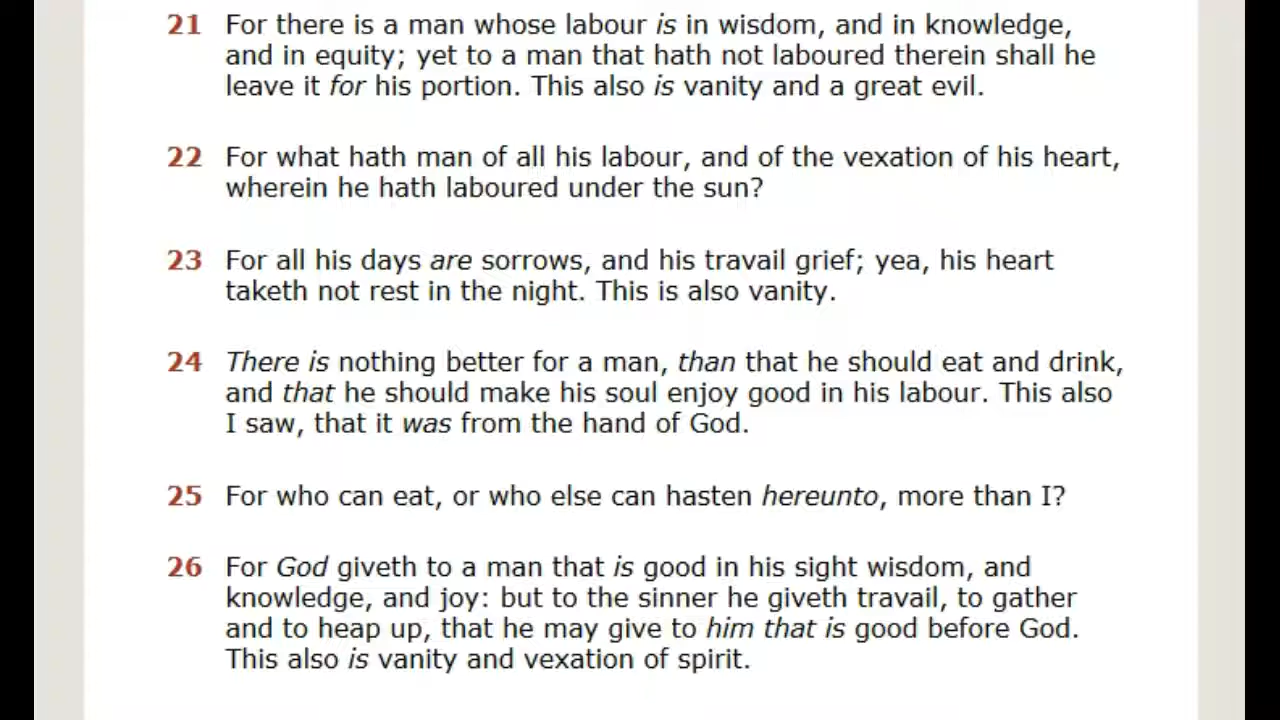 21 For there is a man whose labour is in wisdom, and in knowledge,
and in equity; yet to a man that hath not laboured therein shall he
leave it for his portion. This also is vanity and a great evil.
22 For what hath man of all his labour, and of the vexation of his heart,
wherein he hath laboured under the sun?
23 For all his days are sorrows, and his travail grief; yea, his heart
taketh not rest in the night. This is also vanity.
24 There is nothing better for a man, than that he should eat and drink,
and that he should make his soul enjoy good in his labour. This also
I saw, that it was from the hand of God.
25 For who can eat, or who else can hasten hereunto, more than I?
26 For God giveth to a man that is good in his sight wisdom, and
knowledge, and joy: but to the sinner he giveth travail, to gather
and to heap up, that he may give to him that is good before God.
This also is vanity and vexation of spirit.